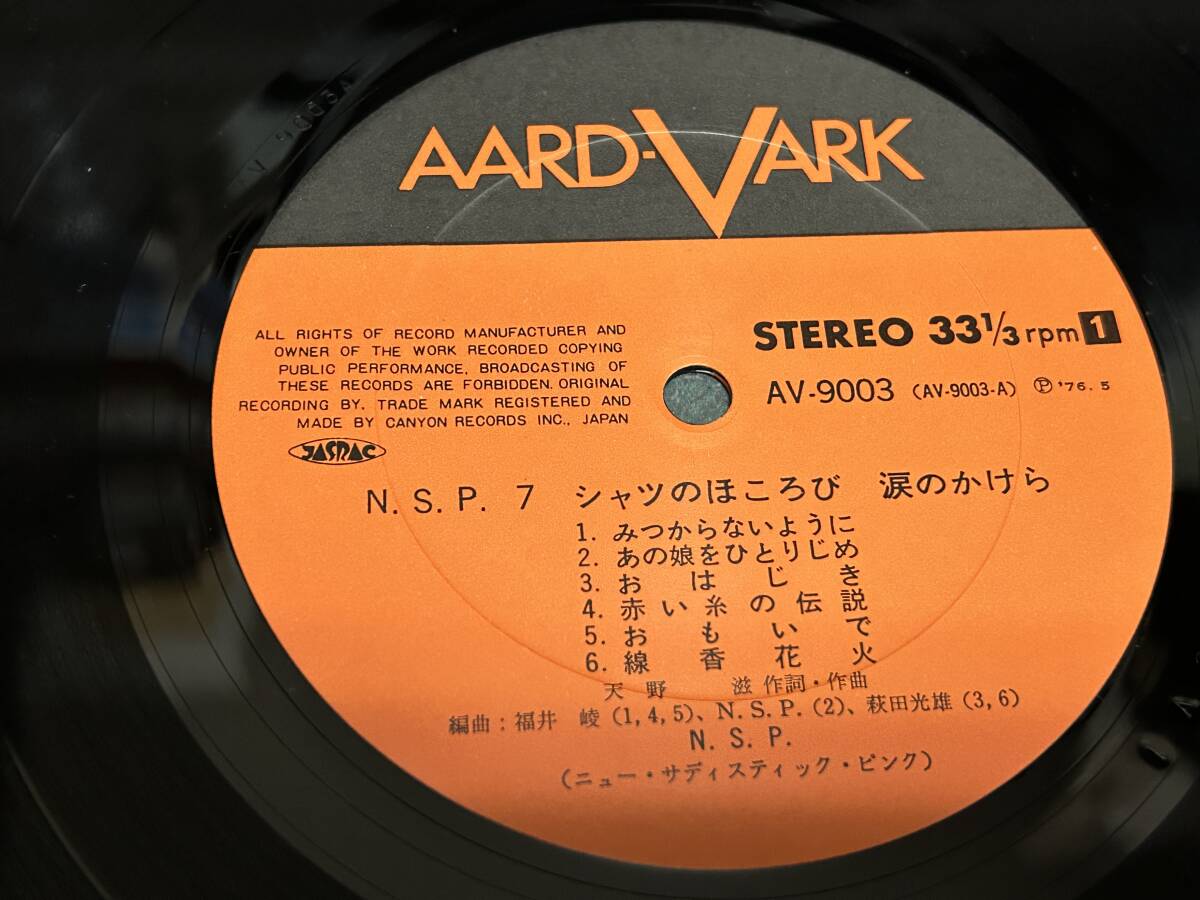 AARD-VARK
ALL RIGHTS OF RECORD MANUFACTURER AND
OWNER OF THE WORK RECORDED COPYING
PUBLIC PERFORMANCE, BROADCASTING OF
THESE RECORDS ARE FORBIDDEN. ORIGINAL
RECORDING BY, TRADE MARK REGISTERED AND
MADE BY CANYON RECORDS INC., JAPAN
JASRAC
STEREO 33 1/3 rpm 1
AV-9003 (AV-9003-A) Ⓟ '76. 5
N. S. P. 7 シャツのほころび 涙のかけら
1. みつからないように
2. あの娘をひとりじめ
3. おはじき
4. 赤い糸の伝説
5. おもいで
6. 線香花火
天野 滋 作詞・作曲
編曲：福井 崚(1,4,5)、N.S.P.(2)、萩田光雄(3,6)
N. S. P.
(ニュー・サディスティック・ピンク)